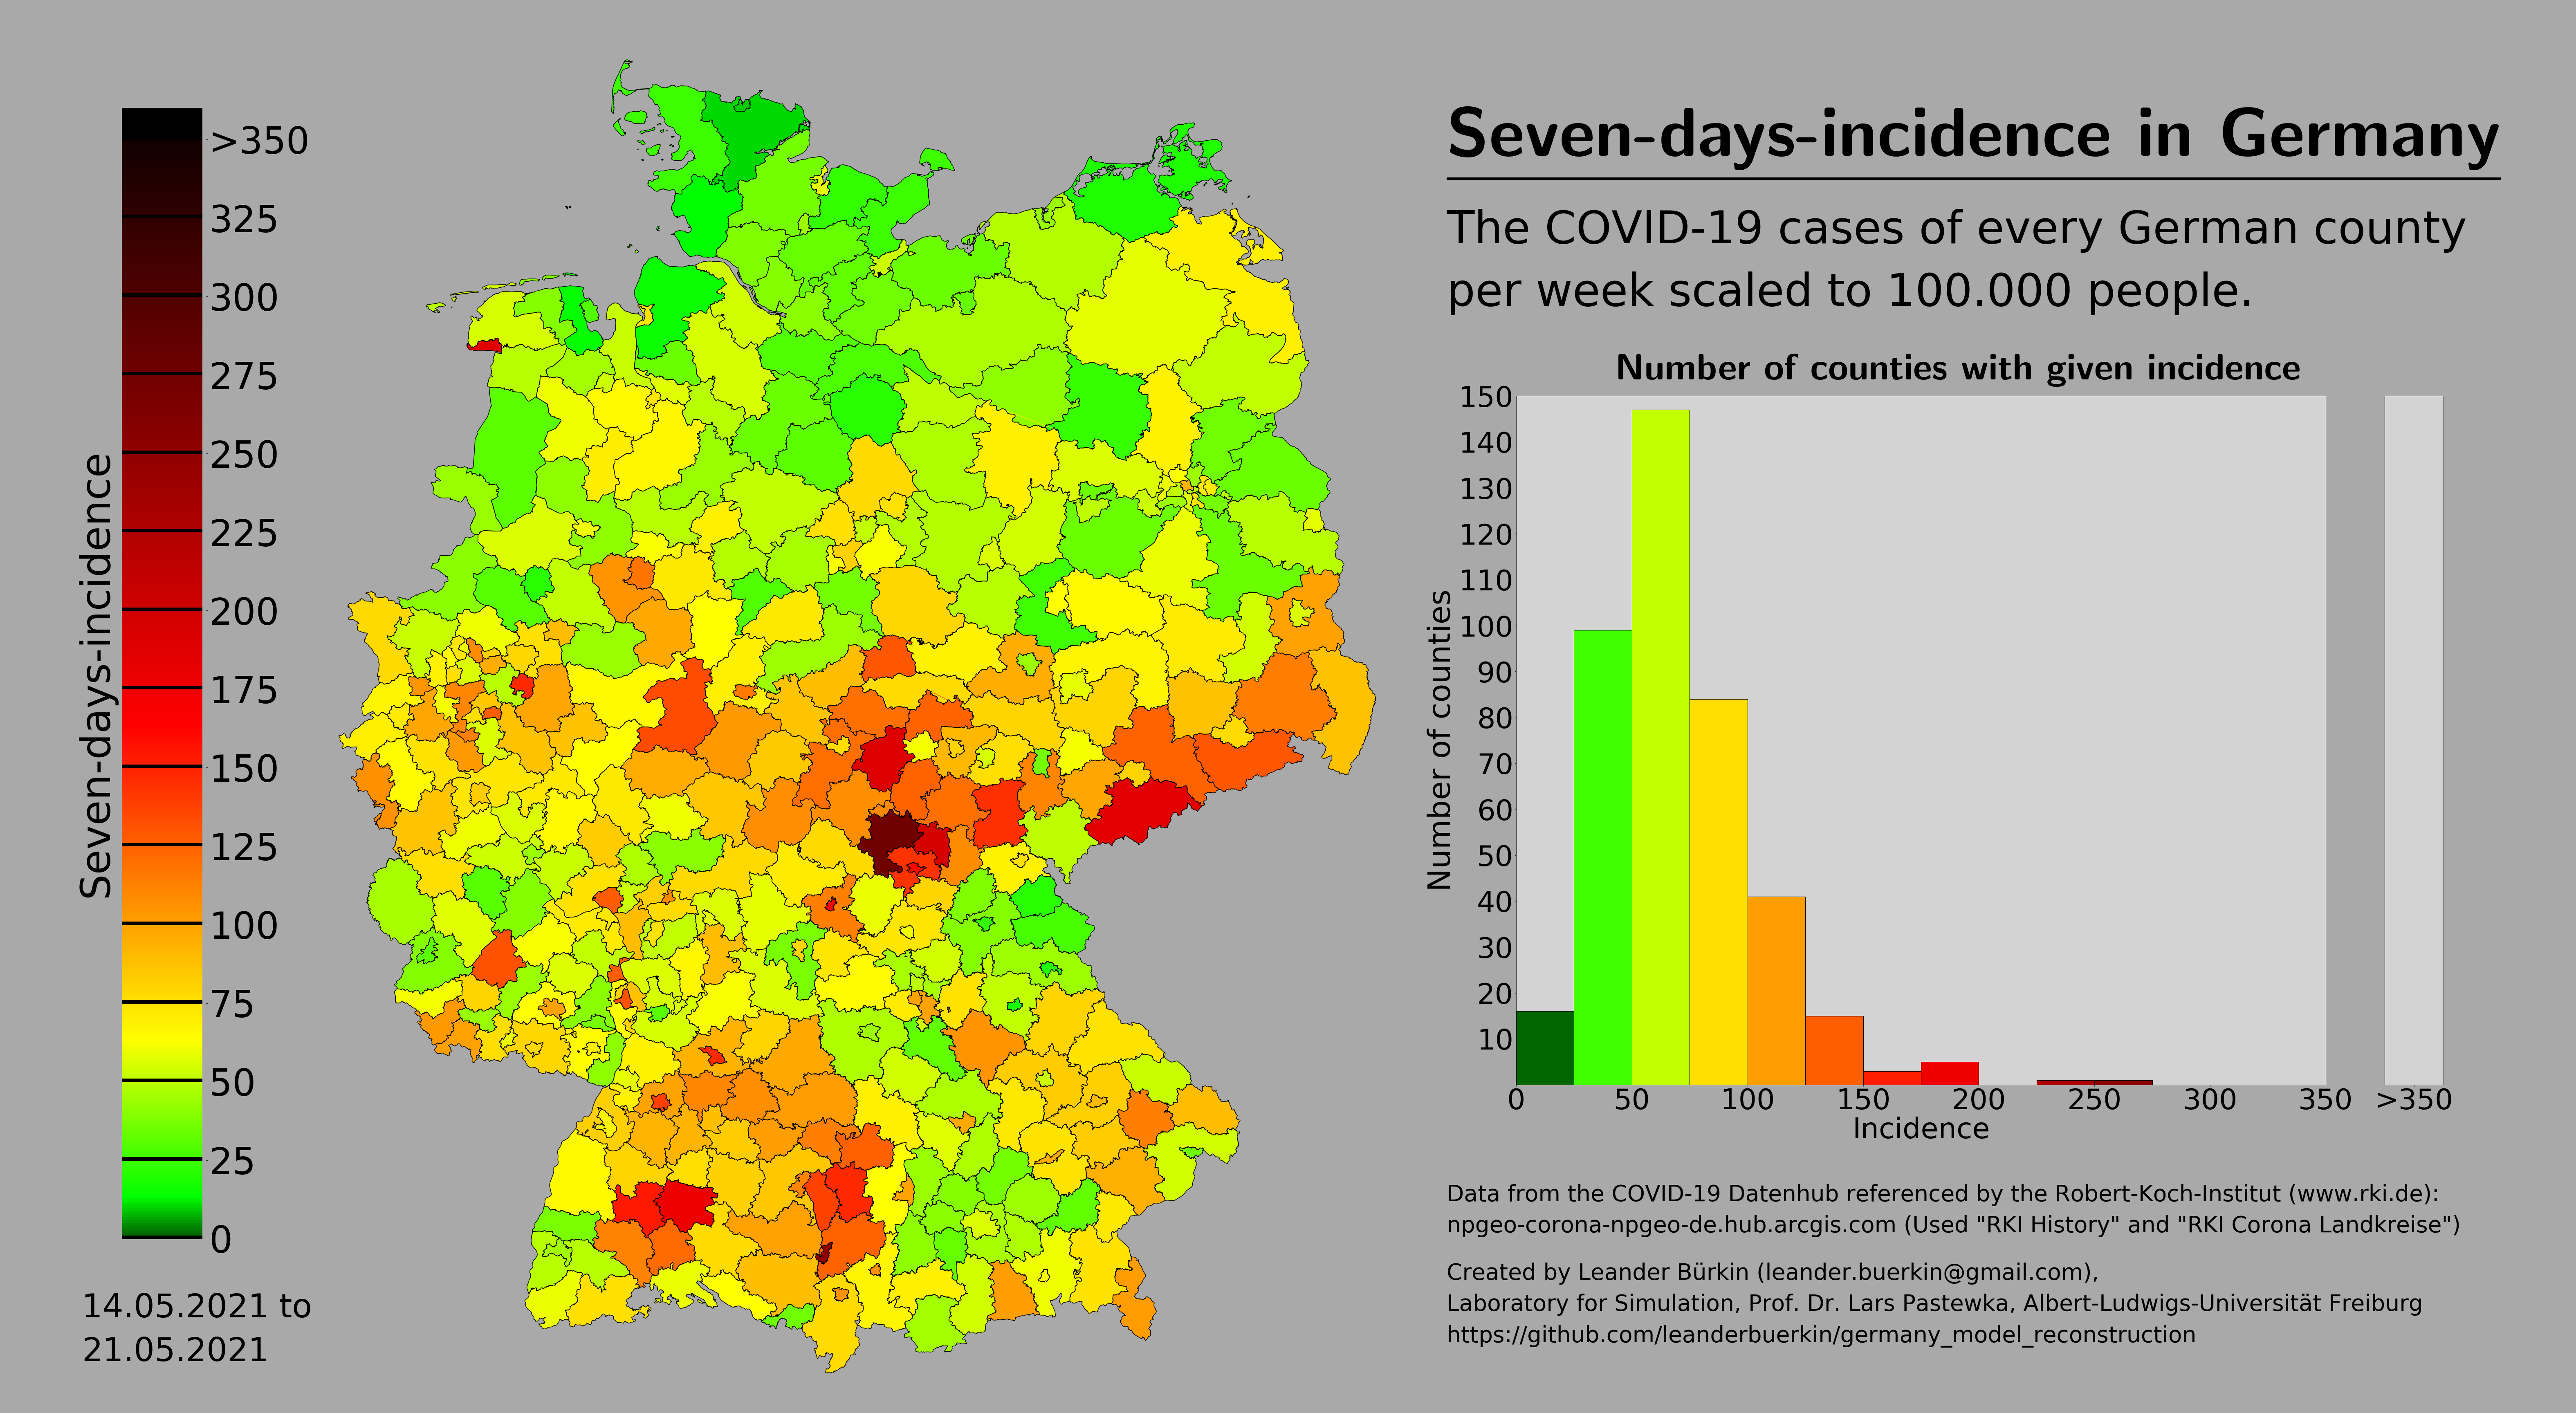 Seven-days-incidence in Germany
The COVID-19 cases of every German county
per week scaled to 100.000 people.
>350
325
300
275
250
225
200
175
150
125
100
75
50
25
0
Seven-days-incidence
14.05.2021 to
21.05.2021
Number of counties with given incidence
150
140
130
120
110
100
90
80
70
60
50
40
30
20
10
Number of counties
0 50 100 150 200 250 300 350 >350
Incidence
Data from the COVID-19 Datenhub referenced by the Robert-Koch-Institut (www.rki.de):
npgeo-corona-npgeo-de.hub.arcgis.com (Used "RKI History" and "RKI Corona Landkreise")
Created by Leander Bürkin (leander.buerkin@gmail.com),
Laboratory for Simulation, Prof. Dr. Lars Pastewka, Albert-Ludwigs-Universität Freiburg
https://github.com/leanderbuerkin/germany_model_reconstruction